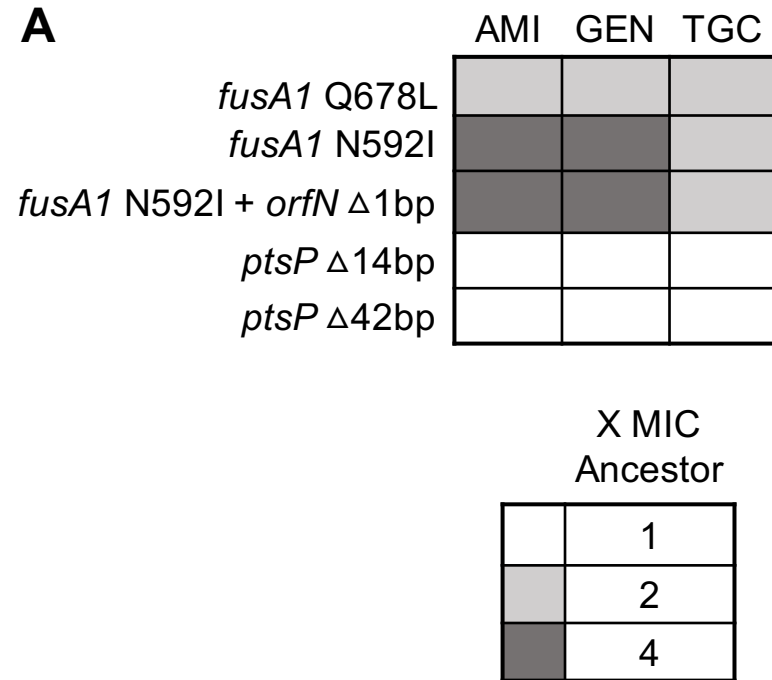 A
AMI GEN TGC
fusA1 Q678L
fusA1 N592I
fusA1 N592I + orfN Δ1bp
ptsP Δ14bp
ptsP Δ42bp
X MIC
Ancestor
1
2
4